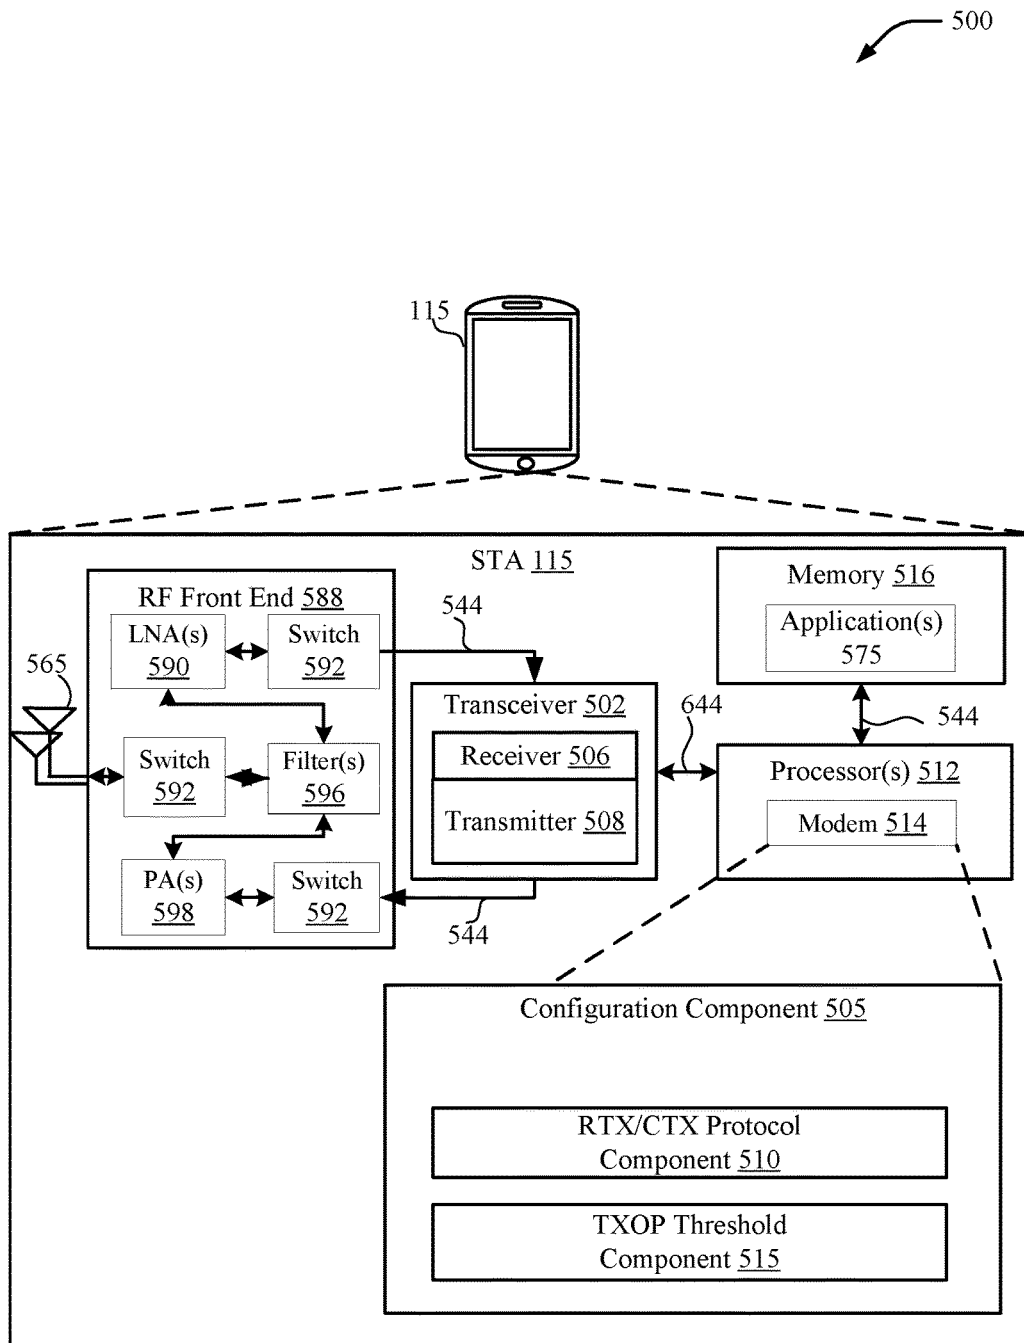 500
115
STA 115
RF Front End 588
544
Memory 516
Application(s)
575
LNA(s)
590
Switch
592
565
Transceiver 502
Receiver 506
Transmitter 508
644
544
Processor(s) 512
Modem 514
Switch
592
Filter(s)
596
PA(s)
598
Switch
592
544
Configuration Component 505
RTX/CTX Protocol
Component 510
TXOP Threshold
Component 515